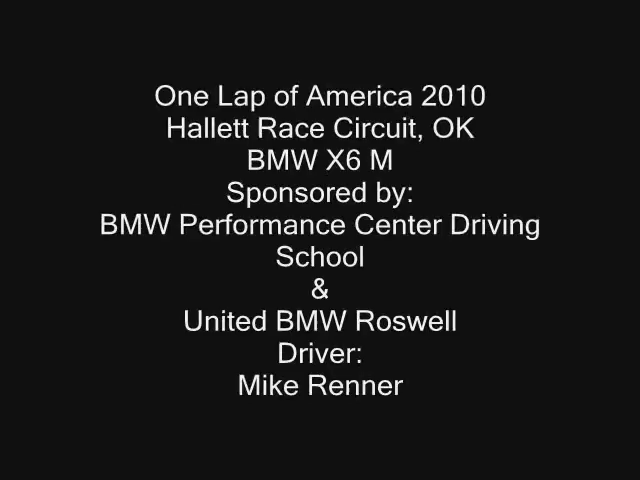 One Lap of America 2010
Hallett Race Circuit, OK
BMW X6 M
Sponsored by:
BMW Performance Center Driving
School
&
United BMW Roswell
Driver:
Mike Renner